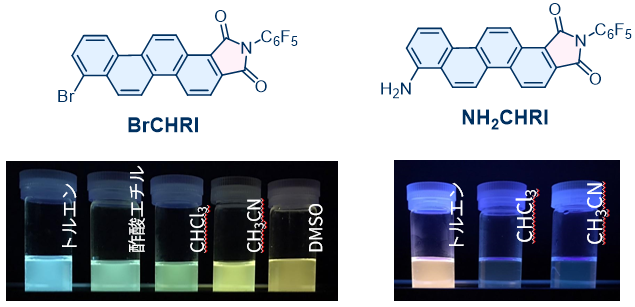 O
N
C₆F₅
O
Br
BrCHRI
O
N
C₆F₅
O
H₂N
NH₂CHRI
トルエン
酢酸エチル
CHCl₃
CH₃CN
DMSO
トルエン
CHCl₃
CH₃CN